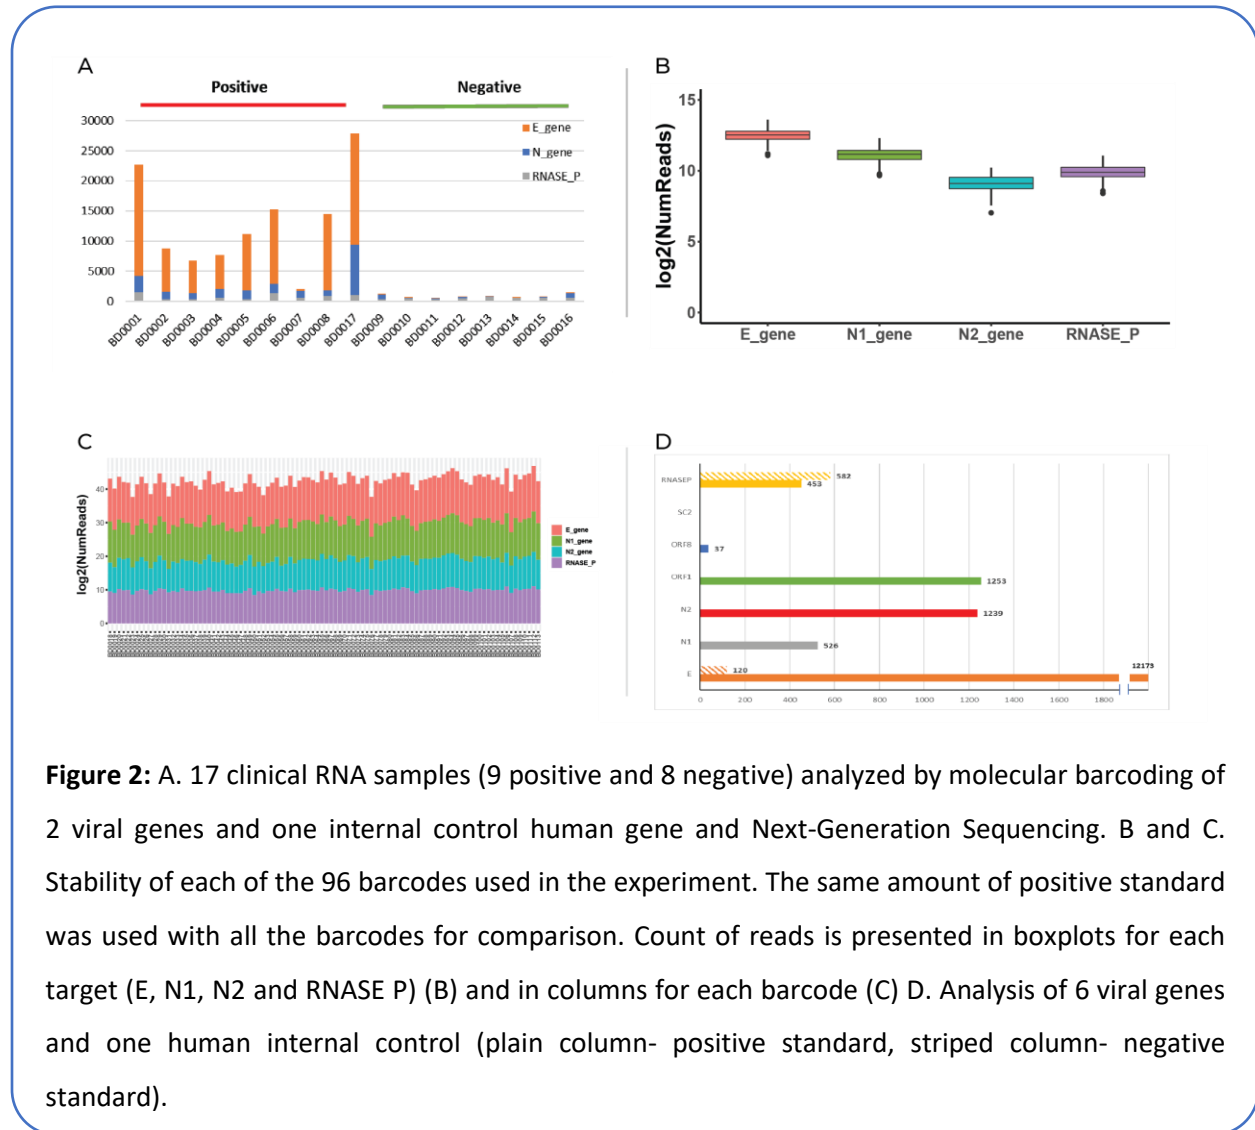 A
Positive
Negative
30000
25000
20000
15000
10000
5000
0
E_gene
N_gene
RNASE_P
BD0001
BD0002
BD0003
BD0004
BD0005
BD0006
BD0007
BD0008
BD0017
BD0009
BD0010
BD0011
BD0012
BD0013
BD0014
BD0015
BD0016
B
log2(NumReads)
15
10
5
0
E_gene
N1_gene
N2_gene
RNASE_P
C
log2(NumReads)
40
30
20
10
0
E_gene
N1_gene
N2_gene
RNASE_P
D
RNASEP
582
453
SC2
ORF8
37
ORF1
1253
N2
1239
N1
526
E
120
12173
0 200 400 600 800 1000 1200 1400 1600 1800
Figure 2: A. 17 clinical RNA samples (9 positive and 8 negative) analyzed by molecular barcoding of
2 viral genes and one internal control human gene and Next-Generation Sequencing. B and C.
Stability of each of the 96 barcodes used in the experiment. The same amount of positive standard
was used with all the barcodes for comparison. Count of reads is presented in boxplots for each
target (E, N1, N2 and RNASE P) (B) and in columns for each barcode (C) D. Analysis of 6 viral genes
and one human internal control (plain column- positive standard, striped column- negative
standard).